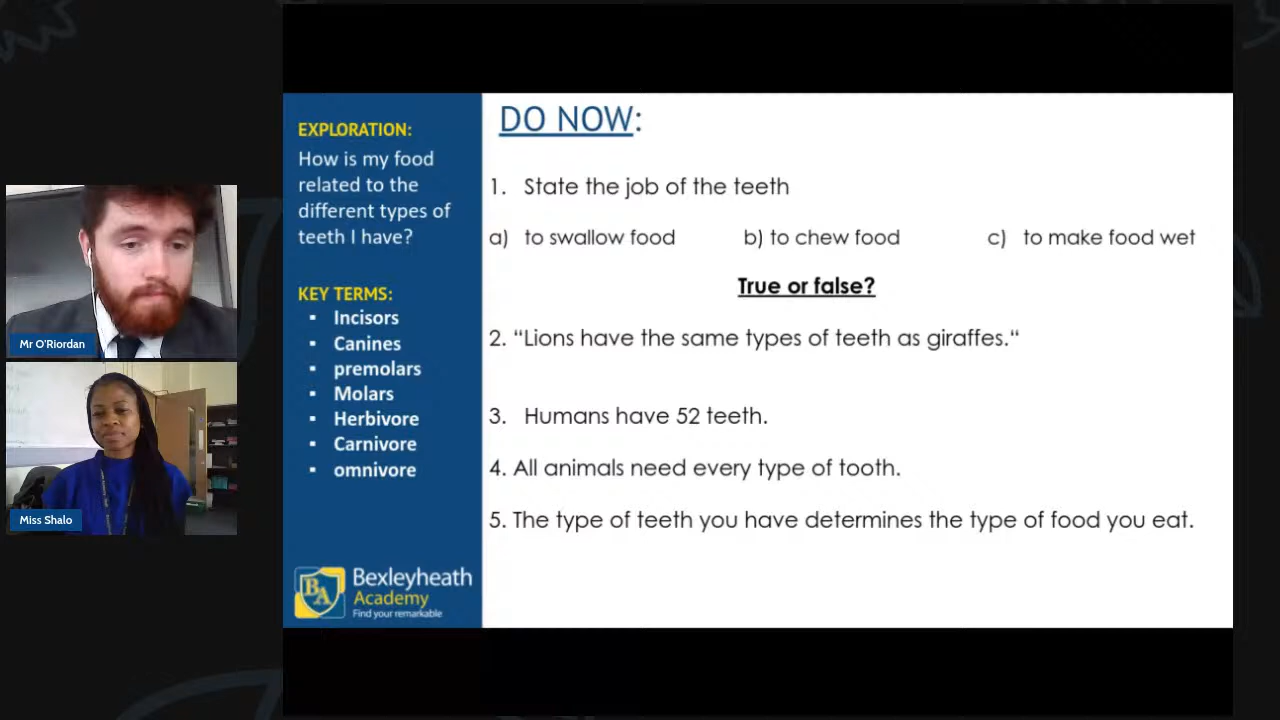 EXPLORATION:
How is my food
related to the
different types of
teeth I have?
KEY TERMS:
▪ Incisors
▪ Canines
▪ premolars
▪ Molars
▪ Herbivore
▪ Carnivore
▪ omnivore
BA
Bexleyheath
Academy
Find your remarkable
DO NOW:
1. State the job of the teeth
a) to swallow food b) to chew food c) to make food wet
True or false?
2. “Lions have the same types of teeth as giraffes.“
3. Humans have 52 teeth.
4. All animals need every type of tooth.
5. The type of teeth you have determines the type of food you eat.
Mr O'Riordan
Miss Shalo